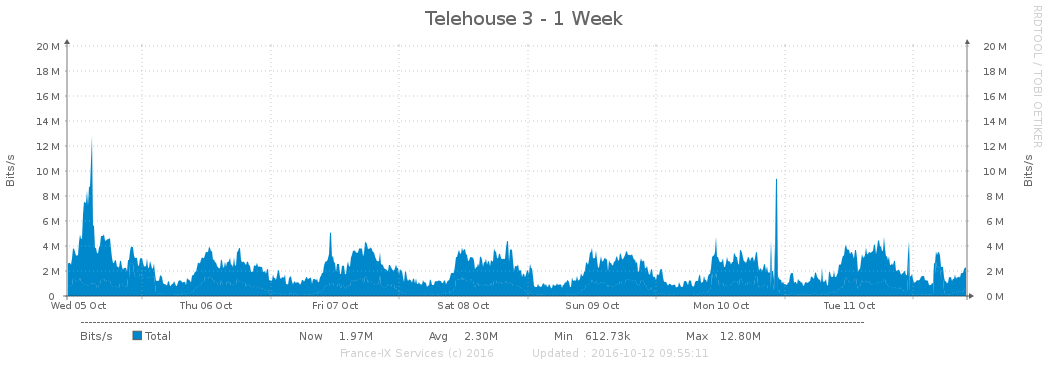 Telehouse 3 - 1 Week
RRDTOOL / TOBI OETIKER
Bits/s
Bits/s
20 M 20 M
18 M 18 M
16 M 16 M
14 M 14 M
12 M 12 M
10 M 10 M
8 M 8 M
6 M 6 M
4 M 4 M
2 M 2 M
0 0 M
Wed 05 Oct Thu 06 Oct Fri 07 Oct Sat 08 Oct Sun 09 Oct Mon 10 Oct Tue 11 Oct
Bits/s Total Now 1.97M Avg 2.30M Min 612.73k Max 12.80M
France-IX Services (c) 2016 Updated : 2016-10-12 09:55:11